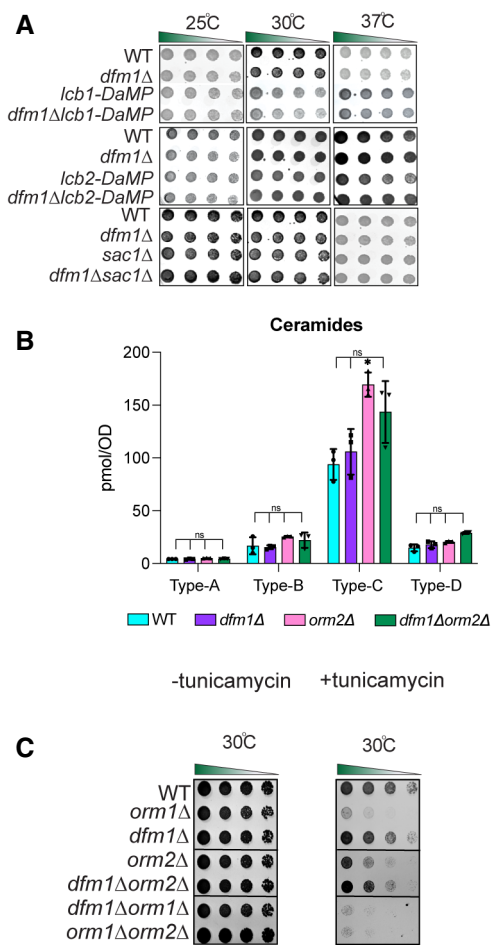 A
25°C 30°C 37°C
WT
dfm1Δ
lcb1-DaMP
dfm1Δlcb1-DaMP
WT
dfm1Δ
lcb2-DaMP
dfm1Δlcb2-DaMP
WT
dfm1Δ
sac1Δ
dfm1Δsac1Δ
B
Ceramides
pmol/OD
200
150
100
50
0
ns ns ns * ns
Type-A Type-B Type-C Type-D
WT dfm1Δ orm2Δ dfm1Δorm2Δ
-tunicamycin +tunicamycin
C
30°C 30°C
WT
orm1Δ
dfm1Δ
orm2Δ
dfm1Δorm2Δ
dfm1Δorm1Δ
orm1Δorm2Δ